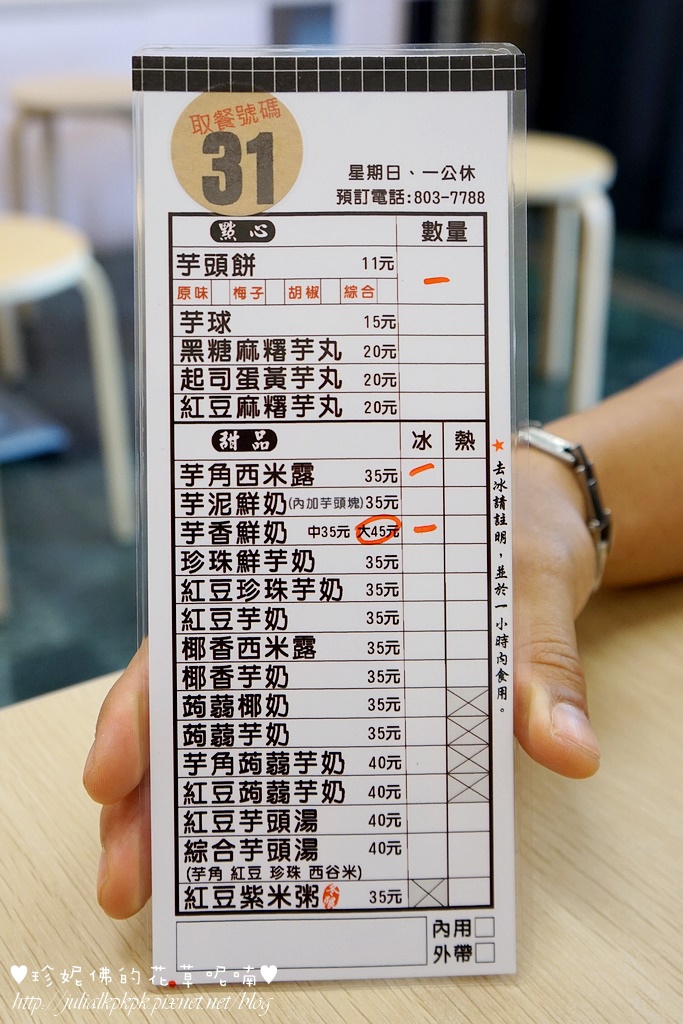 取餐號碼
31
星期日、一公休
預訂電話:803-7788
點心 數量
芋頭餅 11元 一
原味 梅子 胡椒 綜合
芋球 15元
黑糖麻糬芋丸 20元
起司蛋黃芋丸 20元
紅豆麻糬芋丸 20元
甜品 冰 熱
芋角西米露 35元 一
芋泥鮮奶(內加芋頭塊)35元
芋香鮮奶 中35元 大45元 一
珍珠鮮芋奶 35元
紅豆珍珠芋奶 35元
紅豆芋奶 35元
椰香西米露 35元
椰香芋奶 35元
蒟蒻椰奶 35元
蒟蒻芋奶 35元
芋角蒟蒻芋奶 40元
紅豆蒟蒻芋奶 40元
紅豆芋頭湯 40元
綜合芋頭湯 40元
(芋角 紅豆 珍珠 西谷米)
紅豆紫米粥 35元
內用
外帶
★去冰請註明，並於一小時內食用。
♥珍妮佛的花草呢喃♥
http://julialkpkpk.pixnet.net/blog